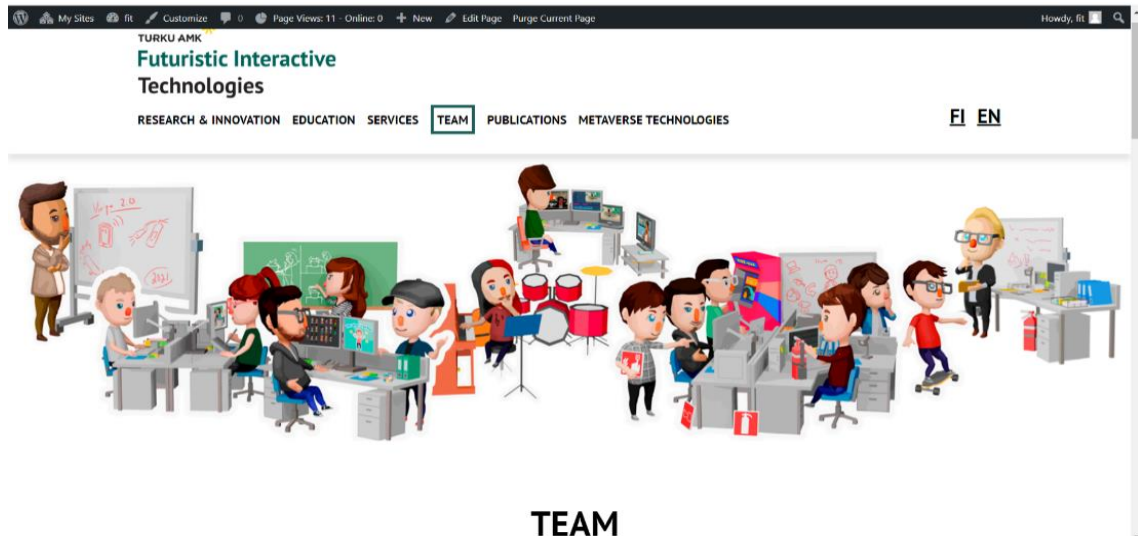 My Sites fit Customize 0 Page Views: 11 - Online: 0 New Edit Page Purge Current Page Howdy, fit
TURKU AMK
Futuristic Interactive
Technologies
RESEARCH & INNOVATION EDUCATION SERVICES TEAM PUBLICATIONS METAVERSE TECHNOLOGIES FI EN
TEAM